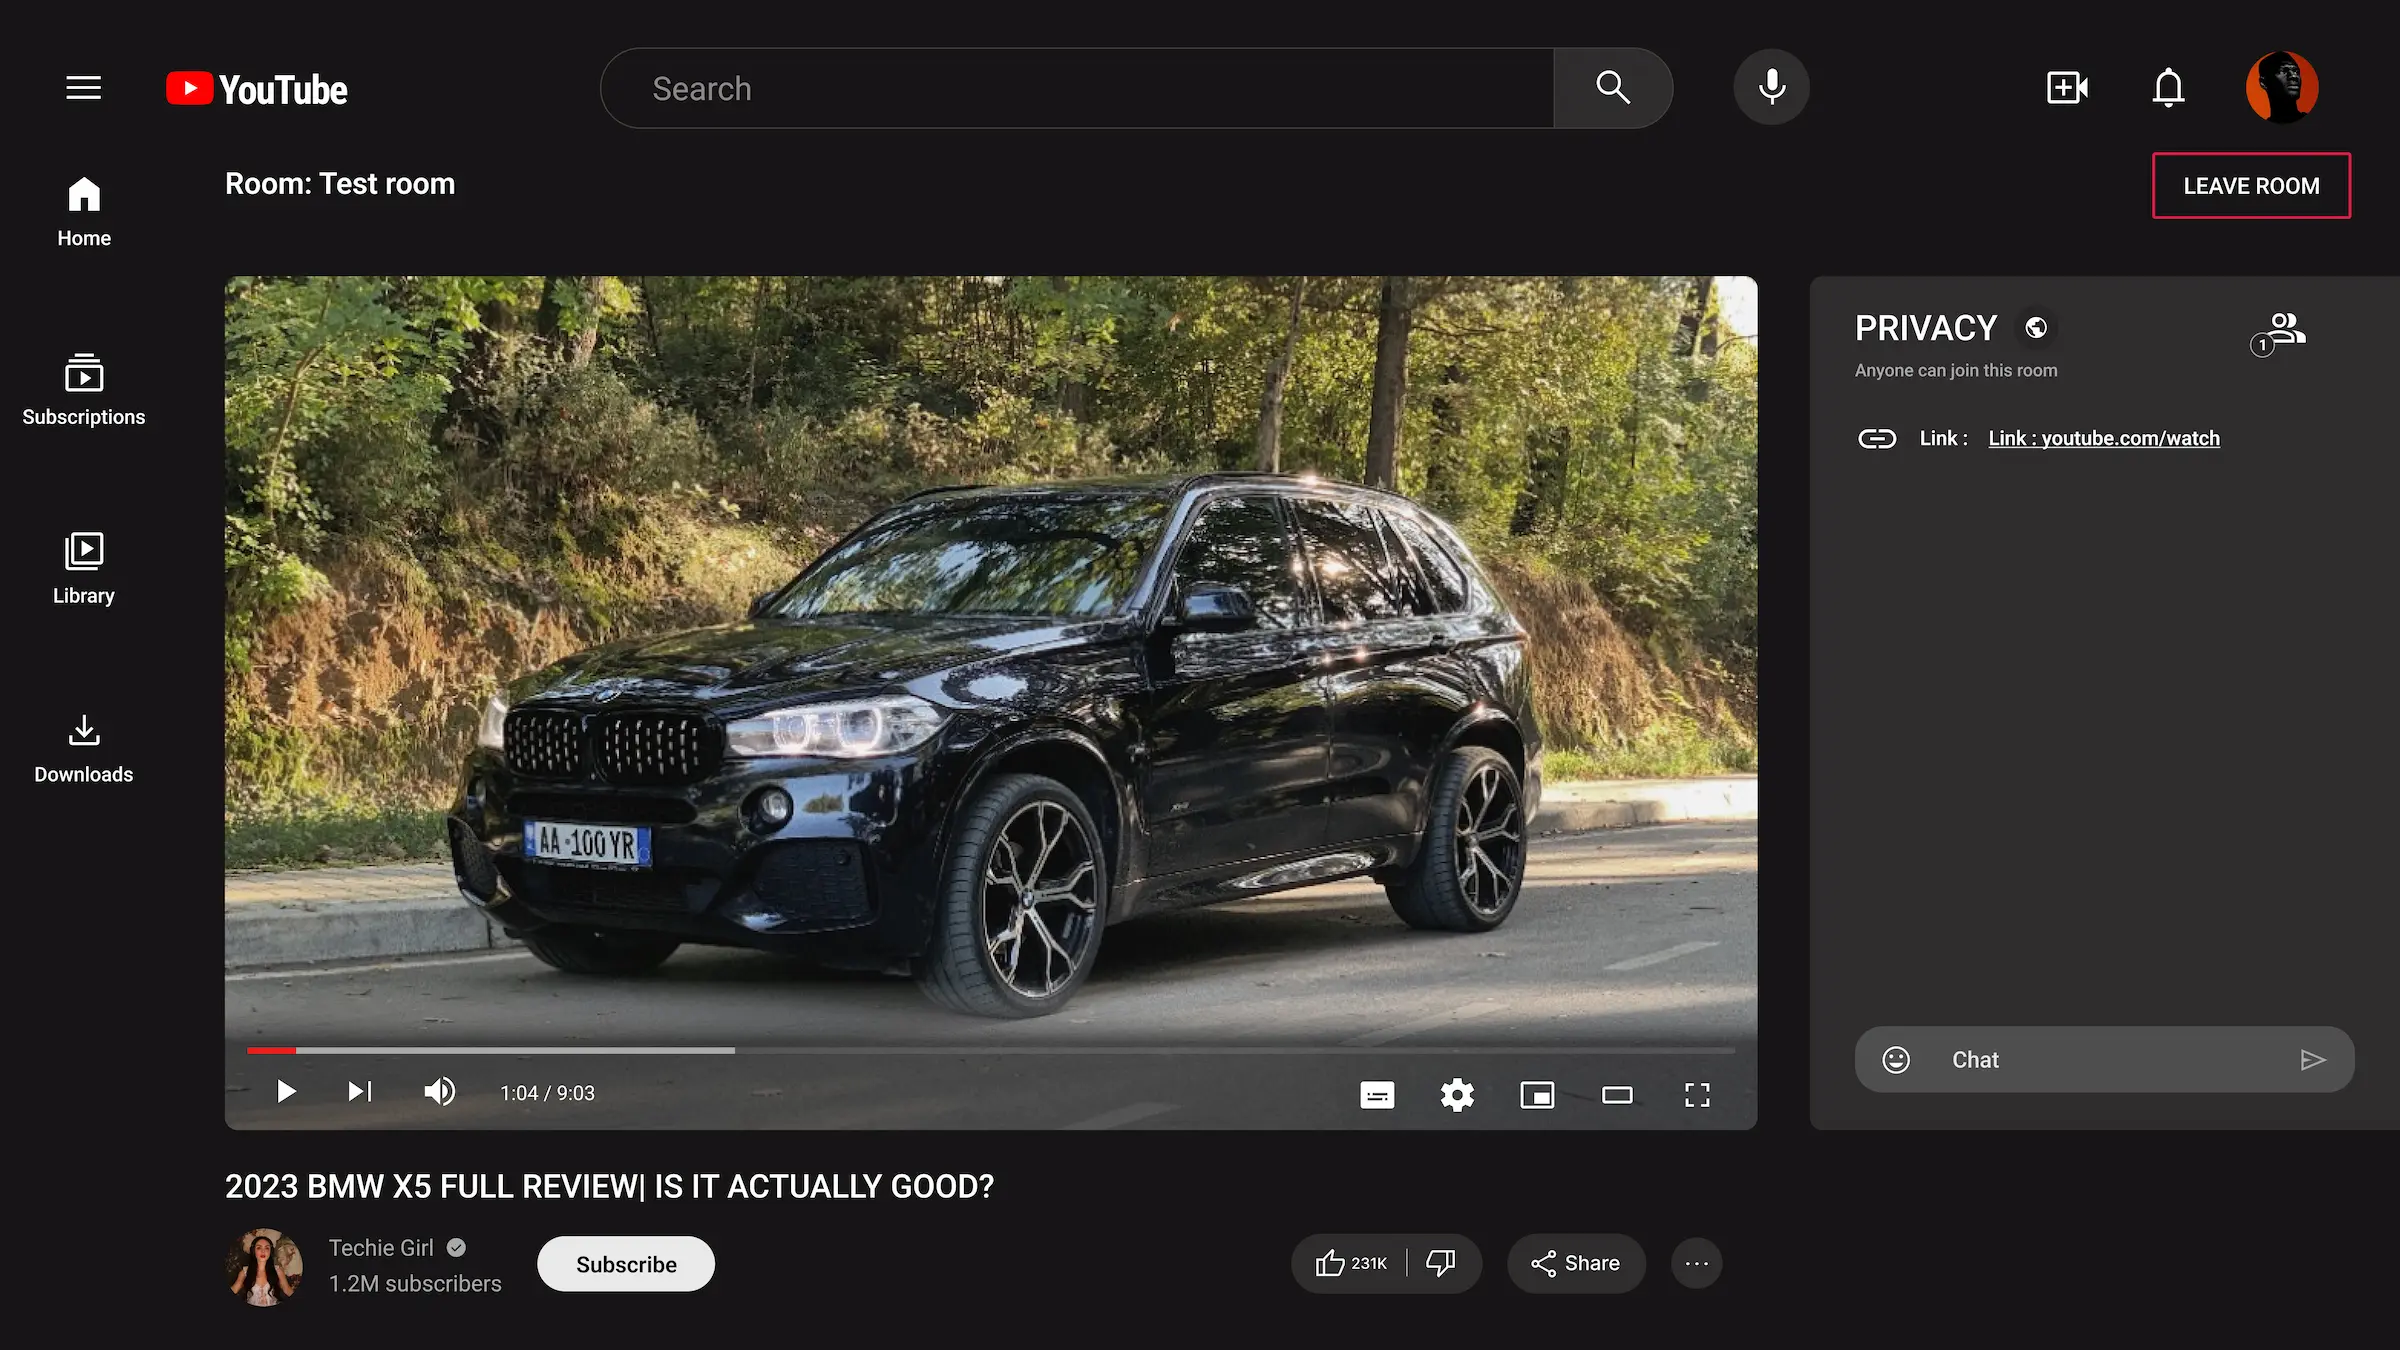 YouTube
Search
Room: Test room
LEAVE ROOM
Home
Subscriptions
Library
Downloads
AA 100 YR
1:04 / 9:03
PRIVACY
1
Anyone can join this room
Link : Link : youtube.com/watch
Chat
2023 BMW X5 FULL REVIEW| IS IT ACTUALLY GOOD?
Techie Girl
1.2M subscribers
Subscribe
231K
Share